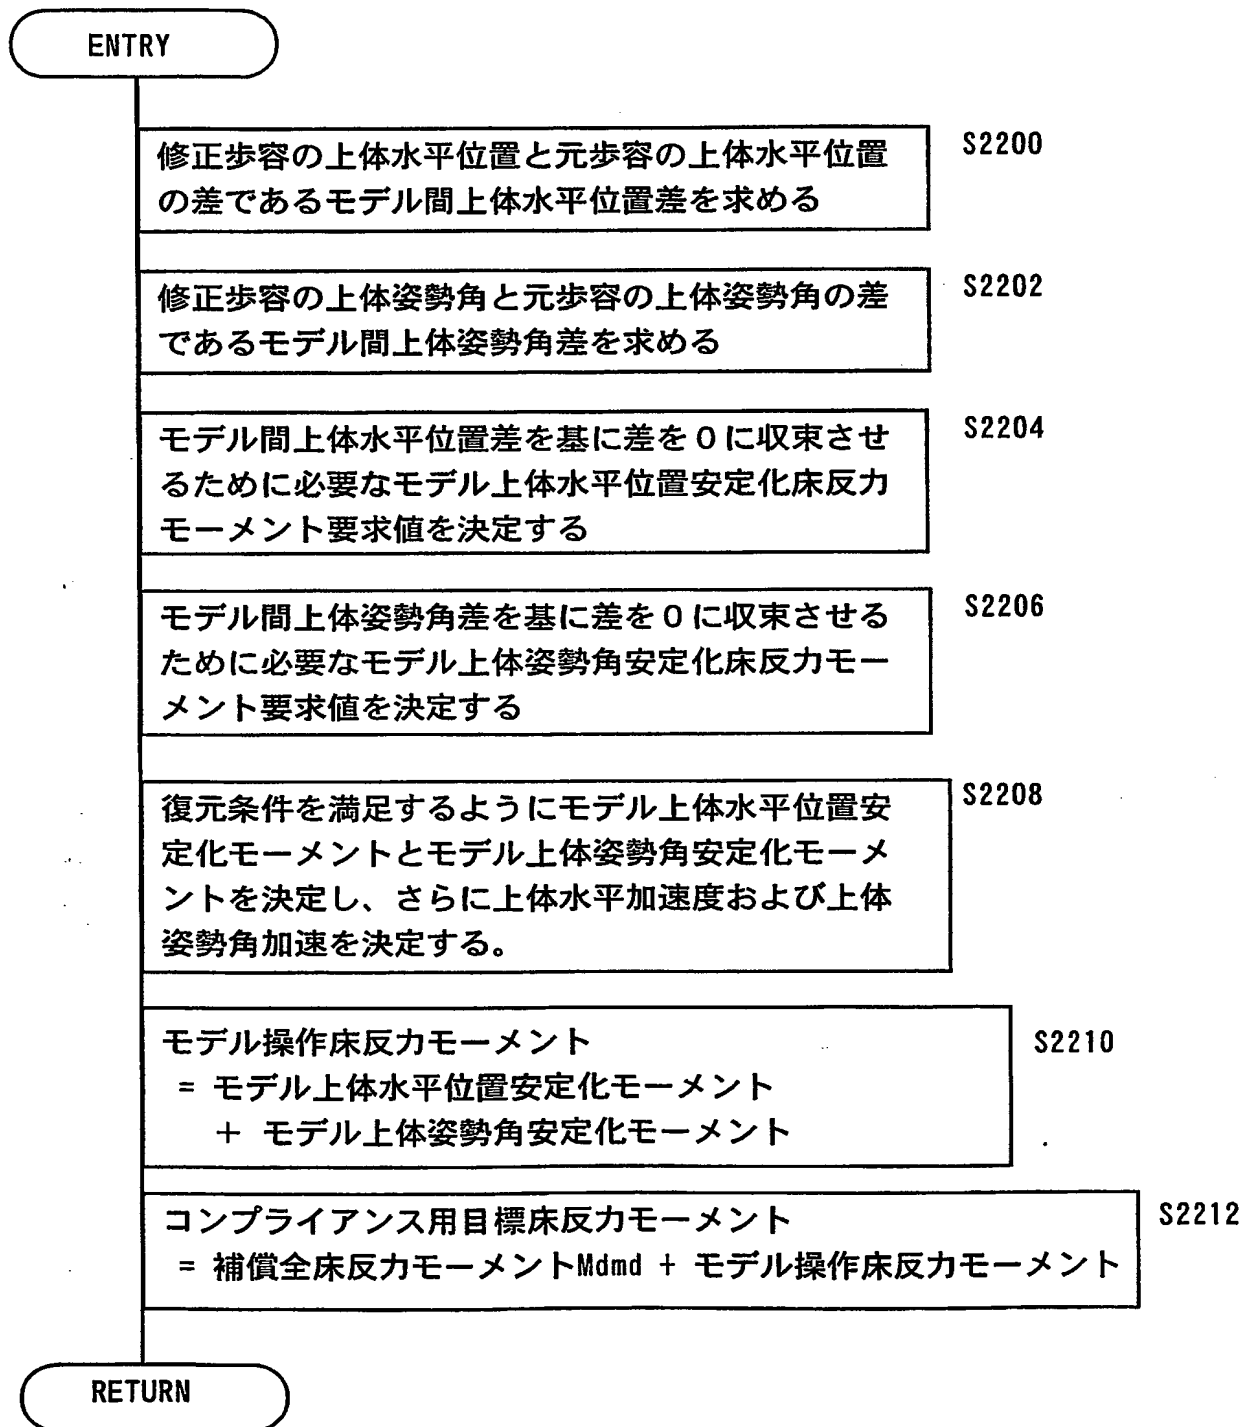 ENTRY
修正歩容の上体水平位置と元歩容の上体水平位置
の差であるモデル間上体水平位置差を求める
S2200
修正歩容の上体姿勢角と元歩容の上体姿勢角の差
であるモデル間上体姿勢角差を求める
S2202
モデル間上体水平位置差を基に差を0に収束させ
るために必要なモデル上体水平位置安定化床反力
モーメント要求値を決定する
S2204
モデル間上体姿勢角差を基に差を0に収束させる
ために必要なモデル上体姿勢角安定化床反力モー
メント要求値を決定する
S2206
復元条件を満足するようにモデル上体水平位置安
定化モーメントとモデル上体姿勢角安定化モーメ
ントを決定し、さらに上体水平加速度および上体
姿勢角加速を決定する。
S2208
モデル操作床反力モーメント
= モデル上体水平位置安定化モーメント
+ モデル上体姿勢角安定化モーメント
S2210
コンプライアンス用目標床反力モーメント
= 補償全床反力モーメントMdmd + モデル操作床反力モーメント
S2212
RETURN